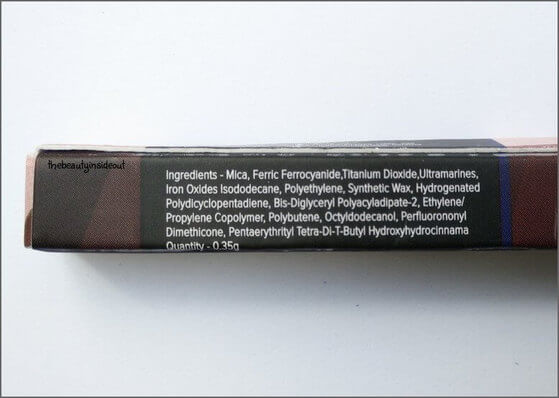 thebeautyinsideout
Ingredients - Mica, Ferric Ferrocyanide,Titanium Dioxide,Ultramarines,
Iron Oxides Isododecane, Polyethylene, Synthetic Wax, Hydrogenated
Polydicyclopentadiene, Bis-Diglyceryl Polyacyladipate-2, Ethylene/
Propylene Copolymer, Polybutene, Octyldodecanol, Perfluorononyl
Dimethicone, Pentaerythrityl Tetra-Di-T-Butyl Hydroxyhydrocinnama
Quantity - 0.35g